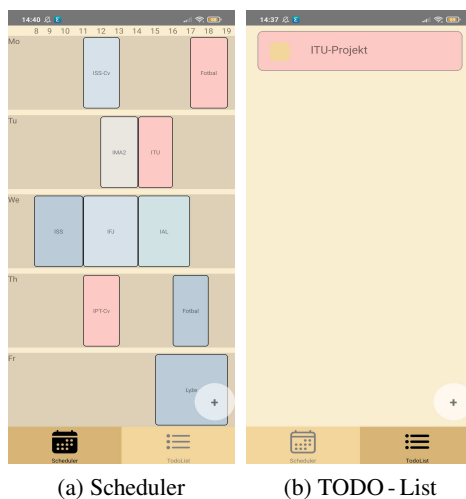 14:40
8 9 10 11 12 13 14 15 16 17 18 19
Mo
ISS-Cv
Fotbal
Tu
IMA2
ITU
We
ISS
IFJ
IAL
Th
IPT-Cv
Fotbal
Fr
Lydie
+
Scheduler
TodoList
(a) Scheduler
14:37
ITU-Projekt
+
Scheduler
TodoList
(b) TODO - List